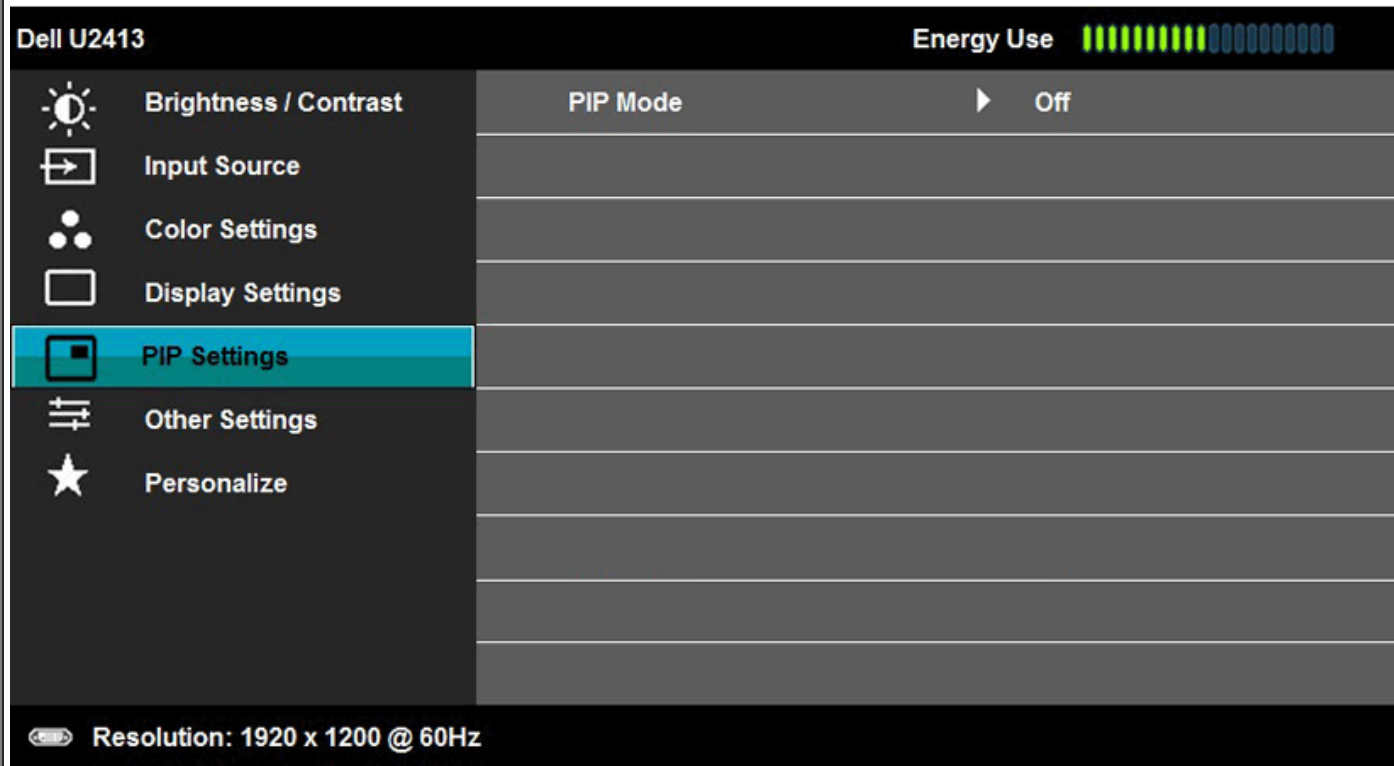 Dell U2413 Energy Use
Brightness / Contrast PIP Mode Off
Input Source
Color Settings
Display Settings
PIP Settings
Other Settings
Personalize
Resolution: 1920 x 1200 @ 60Hz